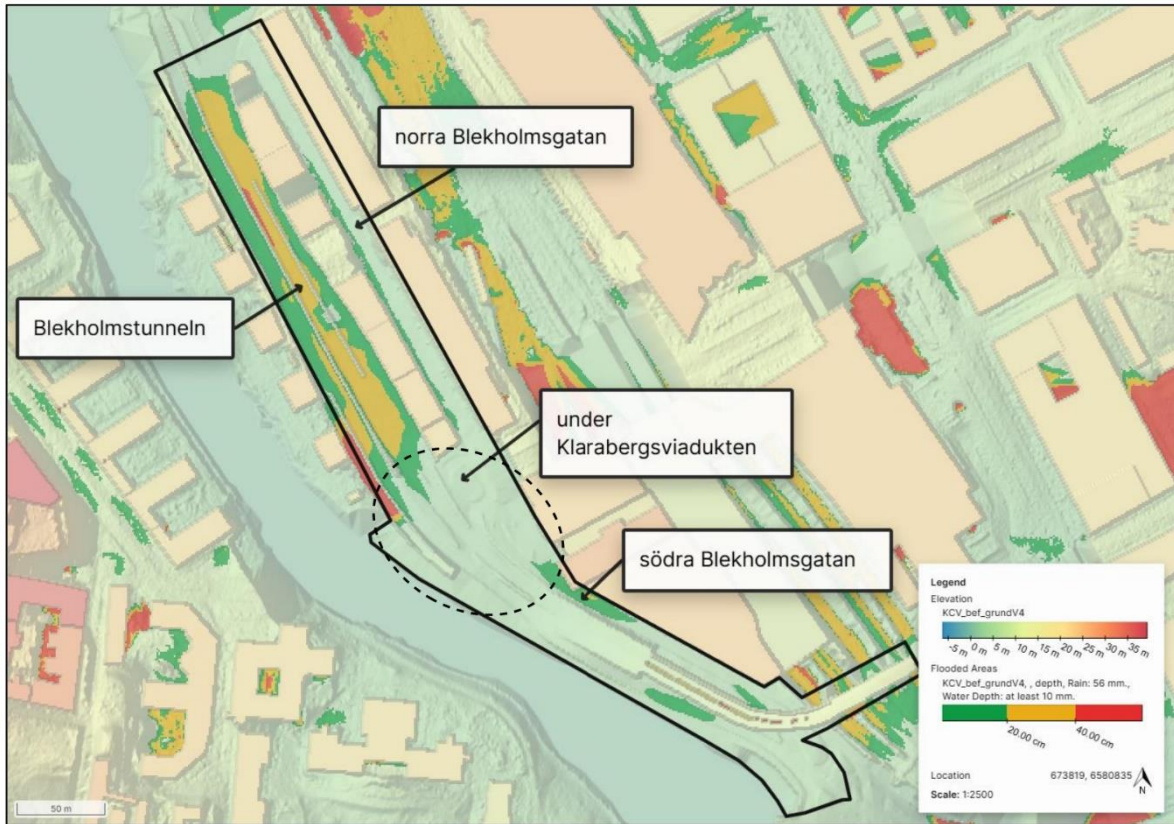 norra Blekholmsgatan
Blekholmstunneln
under
Klarabergsviadukten
södra Blekholmsgatan
Legend
Elevation
KCV_bef_grundV4
-5 m 0 m 5 m 10 m 15 m 20 m 25 m 30 m 35 m
Flooded Areas
KCV_bef_grundV4, , depth, Rain: 56 mm.,
Water Depth: at least 10 mm.
20.00 cm 40.00 cm
Location 673819, 6580835
N
Scale: 1:2500
50 m